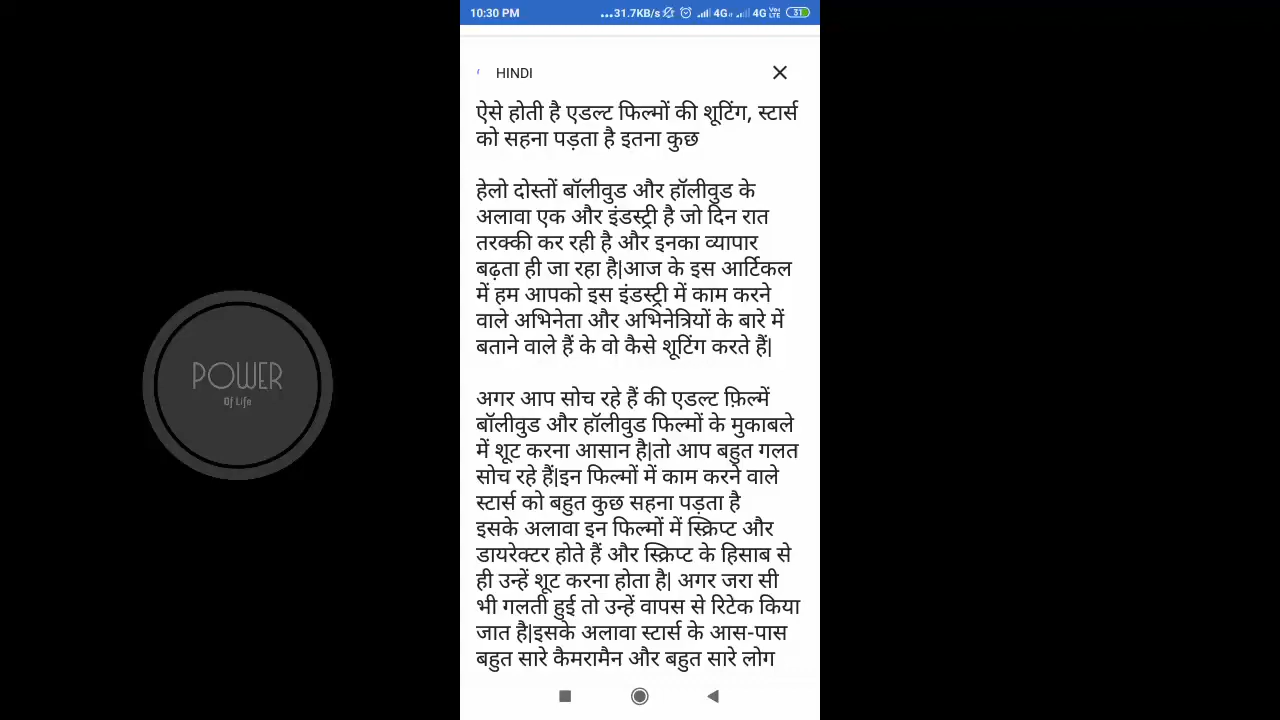 10:30 PM
...31.7KB/s 4G 4G Vo LTE 31
HINDI
ऐसे होती है एडल्ट फिल्मों की शूटिंग, स्टार्स
को सहना पड़ता है इतना कुछ
हेलो दोस्तों बॉलीवुड और हॉलीवुड के
अलावा एक और इंडस्ट्री है जो दिन रात
तरक्की कर रही है और इनका व्यापार
बढ़ता ही जा रहा है|आज के इस आर्टिकल
में हम आपको इस इंडस्ट्री में काम करने
वाले अभिनेता और अभिनेत्रियों के बारे में
बताने वाले हैं के वो कैसे शूटिंग करते हैं|
अगर आप सोच रहे हैं की एडल्ट फ़िल्में
बॉलीवुड और हॉलीवुड फिल्मों के मुकाबले
में शूट करना आसान है|तो आप बहुत गलत
सोच रहे हैं|इन फिल्मों में काम करने वाले
स्टार्स को बहुत कुछ सहना पड़ता है
इसके अलावा इन फिल्मों में स्क्रिप्ट और
डायरेक्टर होते हैं और स्क्रिप्ट के हिसाब से
ही उन्हें शूट करना होता है| अगर जरा सी
भी गलती हुई तो उन्हें वापस से रिटेक किया
जात है|इसके अलावा स्टार्स के आस-पास
बहुत सारे कैमरामैन और बहुत सारे लोग
POWER
Of Life